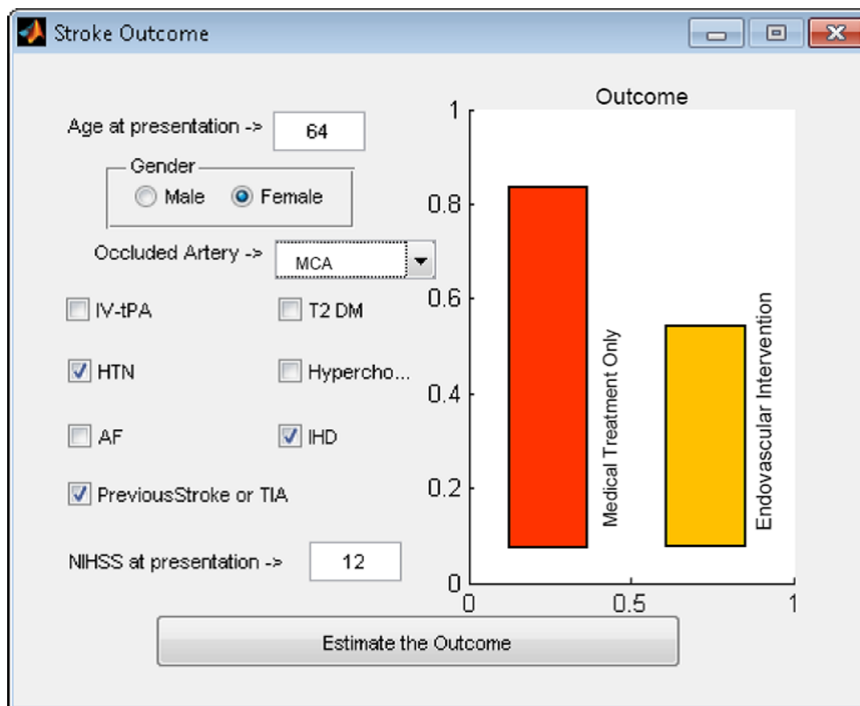 Stroke Outcome
Age at presentation -> 64
Gender
Male Female
Occluded Artery -> MCA
IV-tPA T2 DM
HTN Hypercho...
AF IHD
PreviousStroke or TIA
NIHSS at presentation -> 12
Estimate the Outcome
Outcome
1
0.8
0.6
0.4
0.2
0
0 0.5 1
Medical Treatment Only
Endovascular Intervention